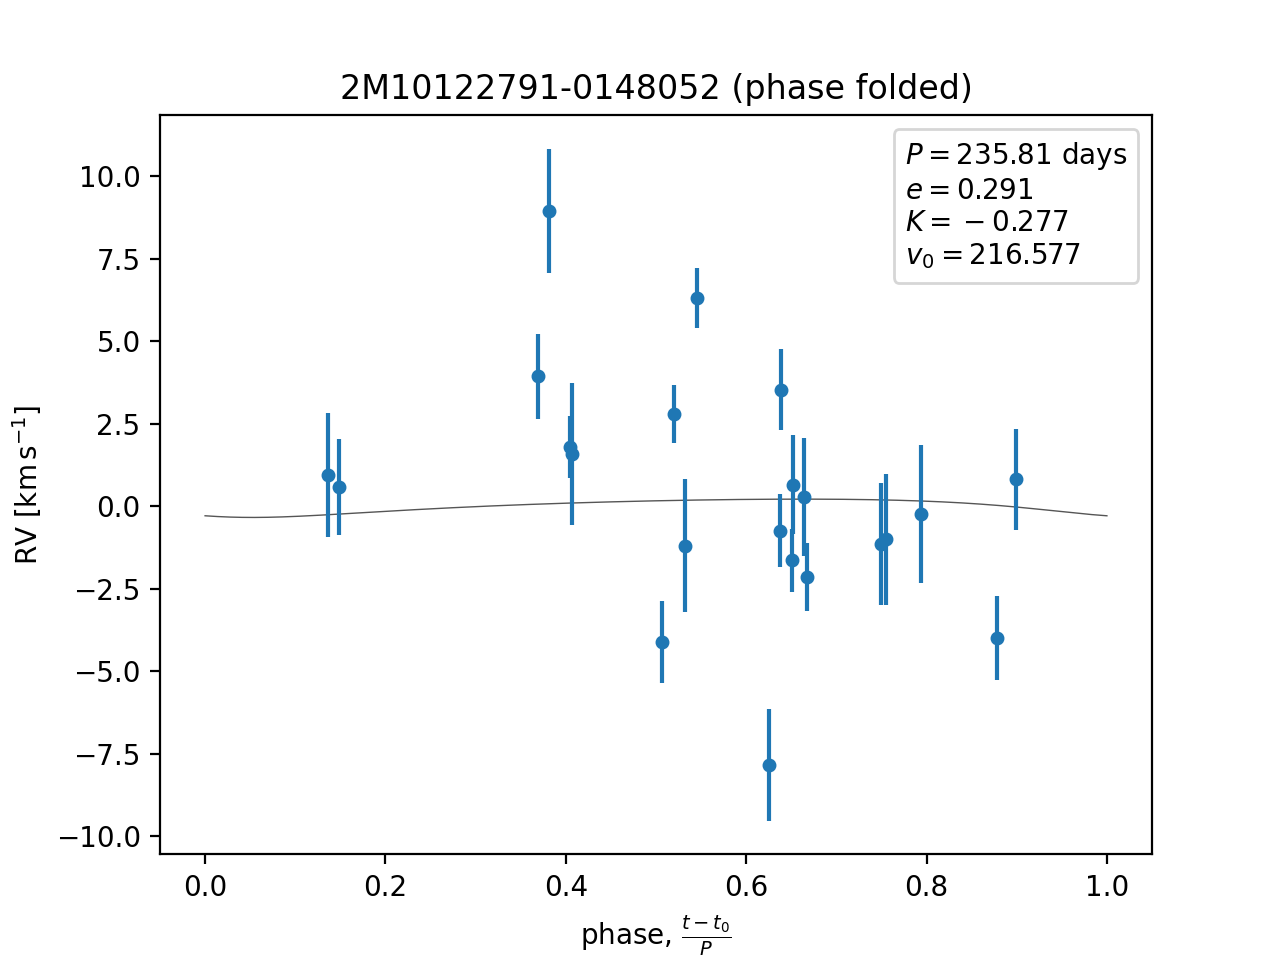 2M10122791-0148052 (phase folded)
P = 235.81 days
e = 0.291
K = −0.277
v₀ = 216.577
RV [km s⁻¹]
10.0
7.5
5.0
2.5
0.0
−2.5
−5.0
−7.5
−10.0
0.0 0.2 0.4 0.6 0.8 1.0
phase, (t − t₀)/P